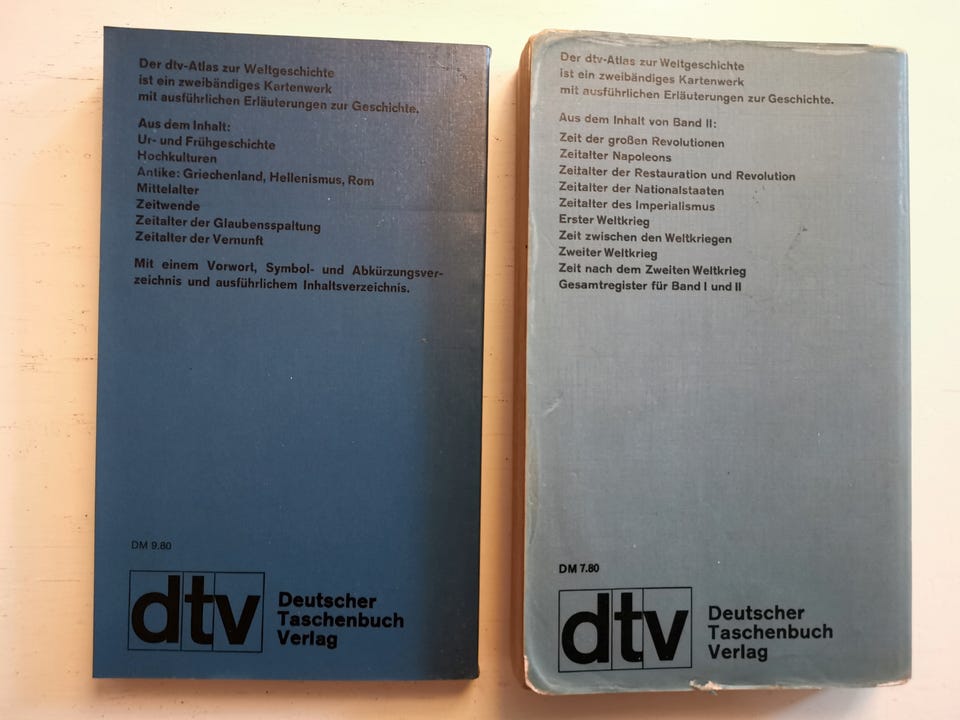 Der dtv-Atlas zur Weltgeschichte
ist ein zweibändiges Kartenwerk
mit ausführlichen Erläuterungen zur Geschichte.
Aus dem Inhalt:
Ur- und Frühgeschichte
Hochkulturen
Antike: Griechenland, Hellenismus, Rom
Mittelalter
Zeitwende
Zeitalter der Glaubensspaltung
Zeitalter der Vernunft
Mit einem Vorwort, Symbol- und Abkürzungsver-
zeichnis und ausführlichem Inhaltsverzeichnis.
DM 9.80
dtv
Deutscher
Taschenbuch
Verlag
Der dtv-Atlas zur Weltgeschichte
ist ein zweibändiges Kartenwerk
mit ausführlichen Erläuterungen zur Geschichte.
Aus dem Inhalt von Band II:
Zeit der großen Revolutionen
Zeitalter Napoleons
Zeitalter der Restauration und Revolution
Zeitalter der Nationalstaaten
Zeitalter des Imperialismus
Erster Weltkrieg
Zeit zwischen den Weltkriegen
Zweiter Weltkrieg
Zeit nach dem Zweiten Weltkrieg
Gesamtregister für Band I und II
DM 7.80
dtv
Deutscher
Taschenbuch
Verlag